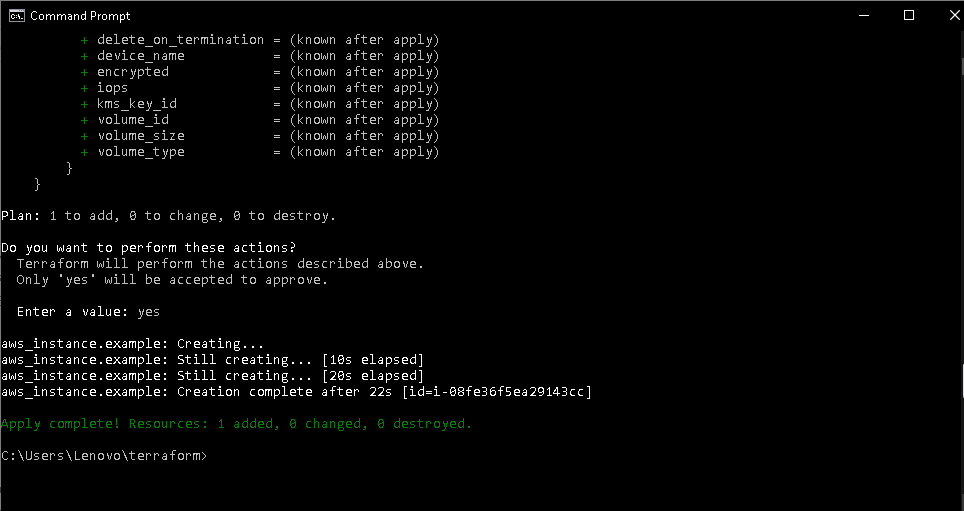 Command Prompt
+ delete_on_termination = (known after apply)
+ device_name           = (known after apply)
+ encrypted             = (known after apply)
+ iops                  = (known after apply)
+ kms_key_id            = (known after apply)
+ volume_id             = (known after apply)
+ volume_size           = (known after apply)
+ volume_type           = (known after apply)
}
}
Plan: 1 to add, 0 to change, 0 to destroy.
Do you want to perform these actions?
Terraform will perform the actions described above.
Only 'yes' will be accepted to approve.
Enter a value: yes
aws_instance.example: Creating...
aws_instance.example: Still creating... [10s elapsed]
aws_instance.example: Still creating... [20s elapsed]
aws_instance.example: Creation complete after 22s [id=i-08fe36f5ea29143cc]
Apply complete! Resources: 1 added, 0 changed, 0 destroyed.
C:\Users\Lenovo\terraform>